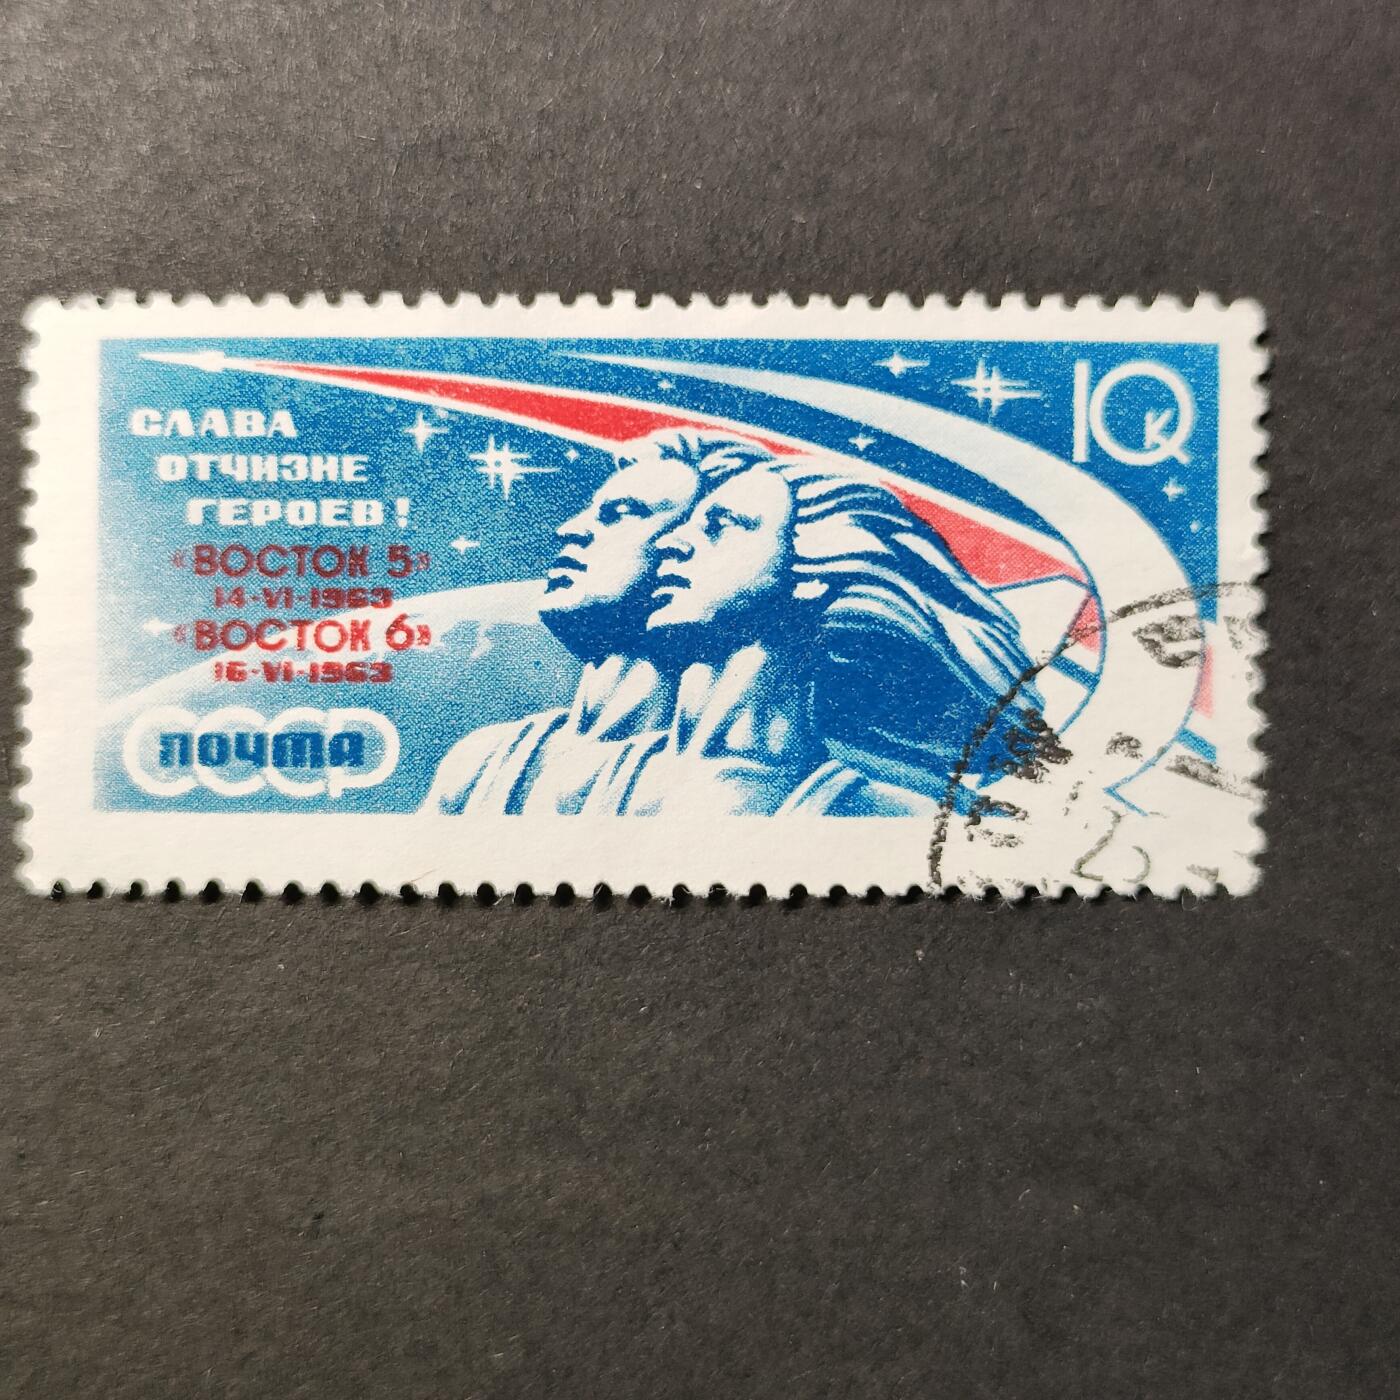 СЛАВА
ОТЧИЗНЕ
ГЕРОЕВ!
«ВОСТОК 5»
14-VI-1963
«ВОСТОК 6»
16-VI-1963
СССР
ПОЧТА
10к